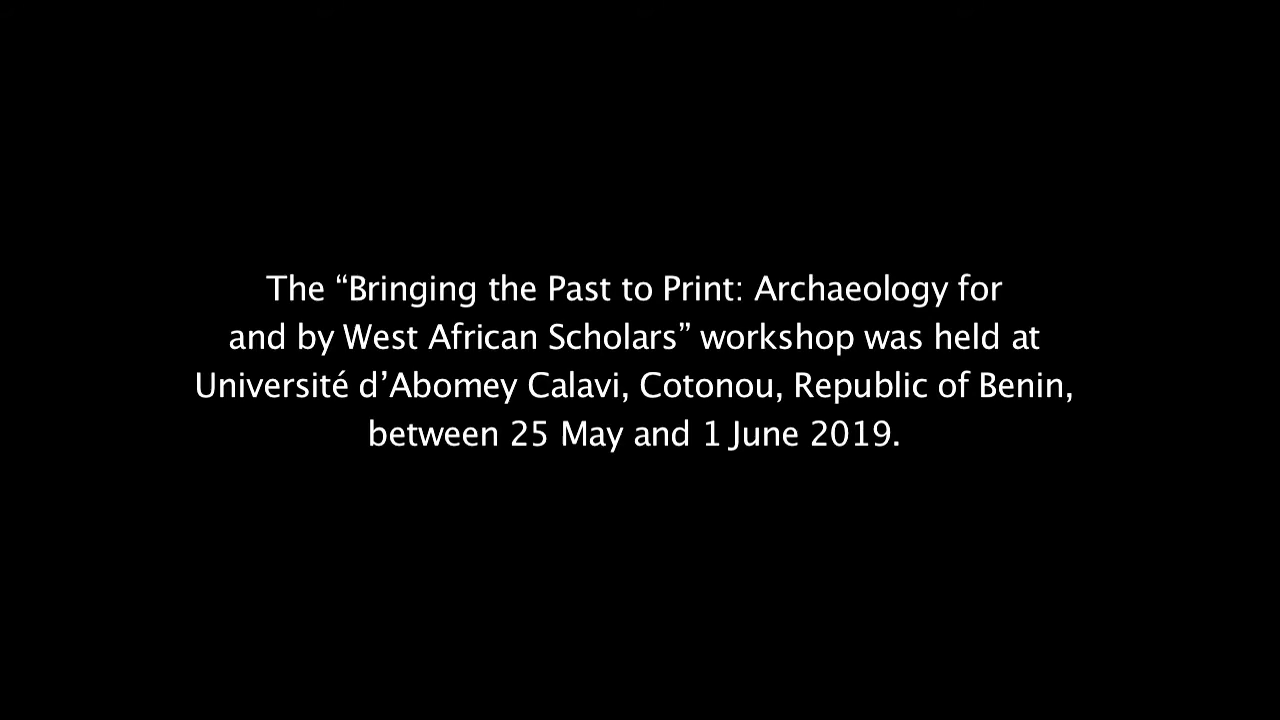 The “Bringing the Past to Print: Archaeology for
and by West African Scholars” workshop was held at
Université d’Abomey Calavi, Cotonou, Republic of Benin,
between 25 May and 1 June 2019.